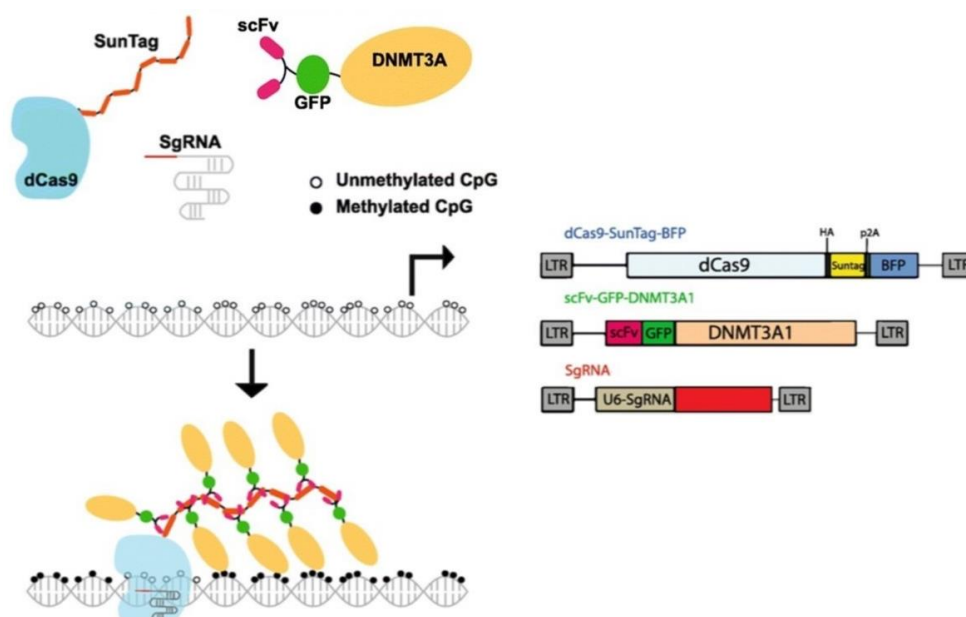 scFv
SunTag
DNMT3A
GFP
SgRNA
dCas9
Unmethylated CpG
Methylated CpG
dCas9-SunTag-BFP
HA
p2A
LTR
dCas9
Suntag
BFP
LTR
scFv-GFP-DNMT3A1
LTR
scFv
GFP
DNMT3A1
LTR
SgRNA
LTR
U6-SgRNA
LTR